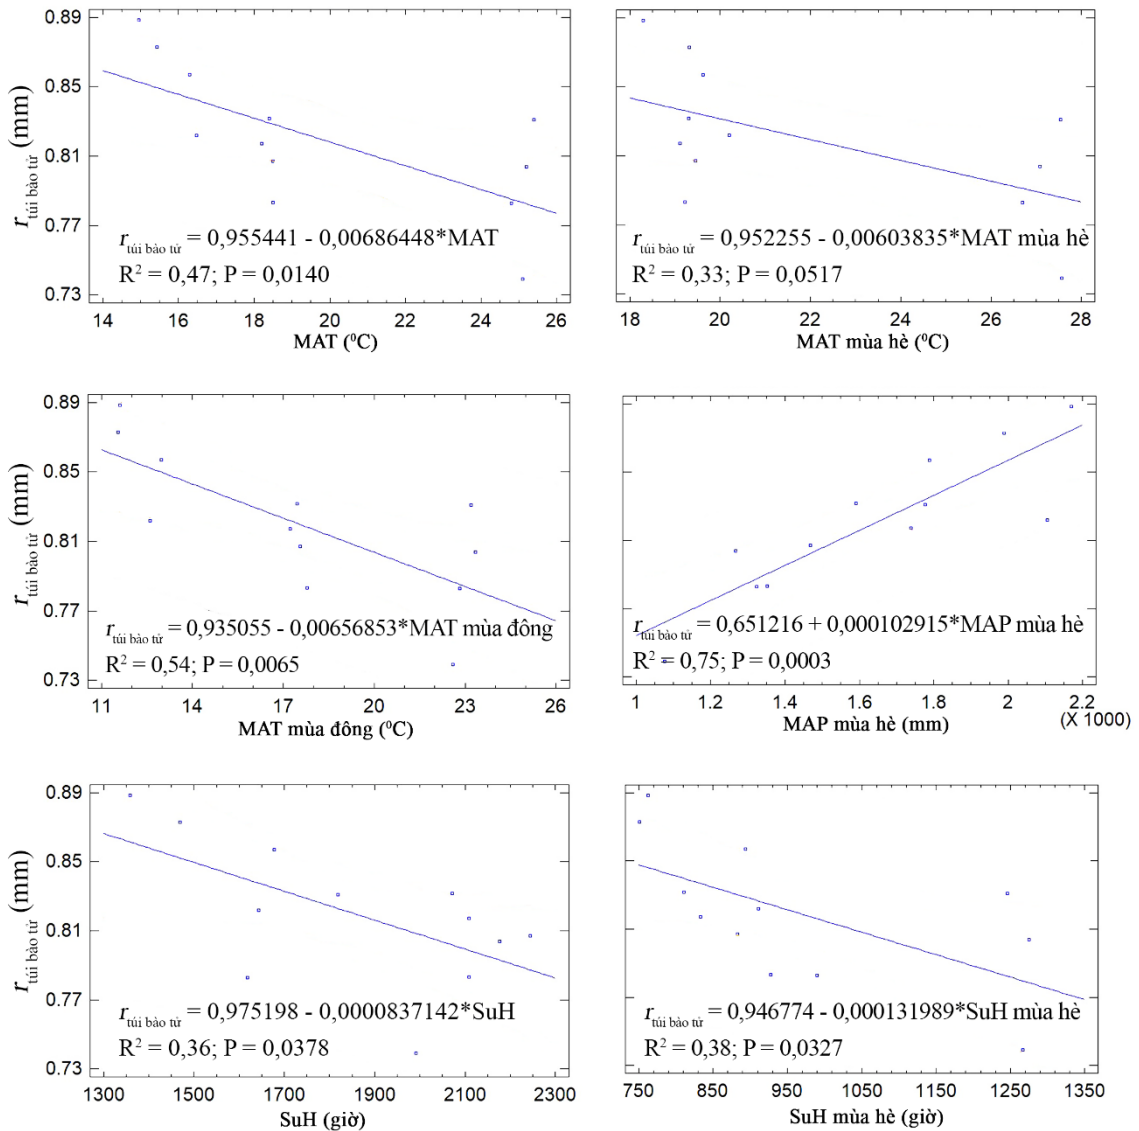 0.89
0.85
0.81
0.77
0.73
r túi bào tử (mm)
r túi bào tử = 0,955441 - 0,00686448*MAT
R² = 0,47; P = 0,0140
14 16 18 20 22 24 26
MAT (⁰C)
r túi bào tử = 0,952255 - 0,00603835*MAT mùa hè
R² = 0,33; P = 0,0517
18 20 22 24 26 28
MAT mùa hè (⁰C)
0.89
0.85
0.81
0.77
0.73
r túi bào tử (mm)
r túi bào tử = 0,935055 - 0,00656853*MAT mùa đông
R² = 0,54; P = 0,0065
11 14 17 20 23 26
MAT mùa đông (⁰C)
r túi bào tử = 0,651216 + 0,000102915*MAP mùa hè
R² = 0,75; P = 0,0003
1 1.2 1.4 1.6 1.8 2 2.2
(X 1000)
MAP mùa hè (mm)
0.89
0.85
0.81
0.77
0.73
r túi bào tử (mm)
r túi bào tử = 0,975198 - 0,0000837142*SuH
R² = 0,36; P = 0,0378
1300 1500 1700 1900 2100 2300
SuH (giờ)
r túi bào tử = 0,946774 - 0,000131989*SuH mùa hè
R² = 0,38; P = 0,0327
750 850 950 1050 1150 1250 1350
SuH mùa hè (giờ)